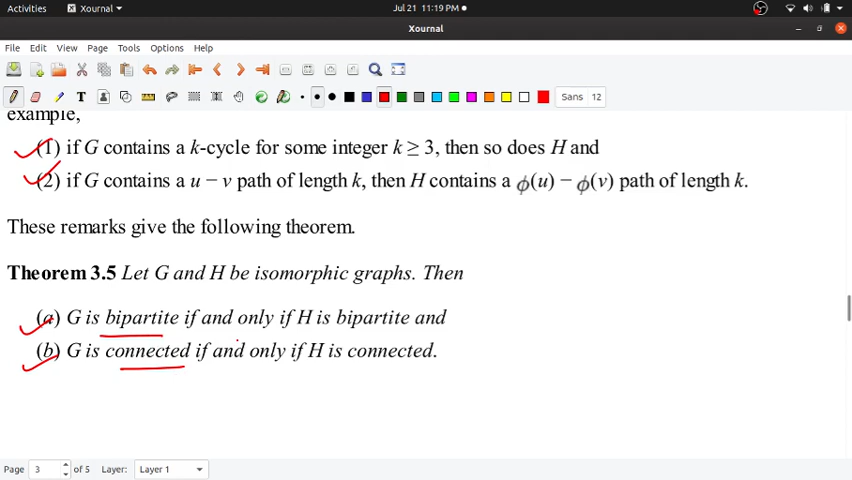 Activities Xournal Jul 21 11:19 PM
Xournal
File Edit View Page Tools Options Help
T Sans 12
example,
(1) if G contains a k-cycle for some integer k ≥ 3, then so does H and
(2) if G contains a u − v path of length k, then H contains a ϕ(u) − ϕ(v) path of length k.
These remarks give the following theorem.
Theorem 3.5 Let G and H be isomorphic graphs. Then
(a) G is bipartite if and only if H is bipartite and
(b) G is connected if and only if H is connected.
Page 3 of 5 Layer: Layer 1